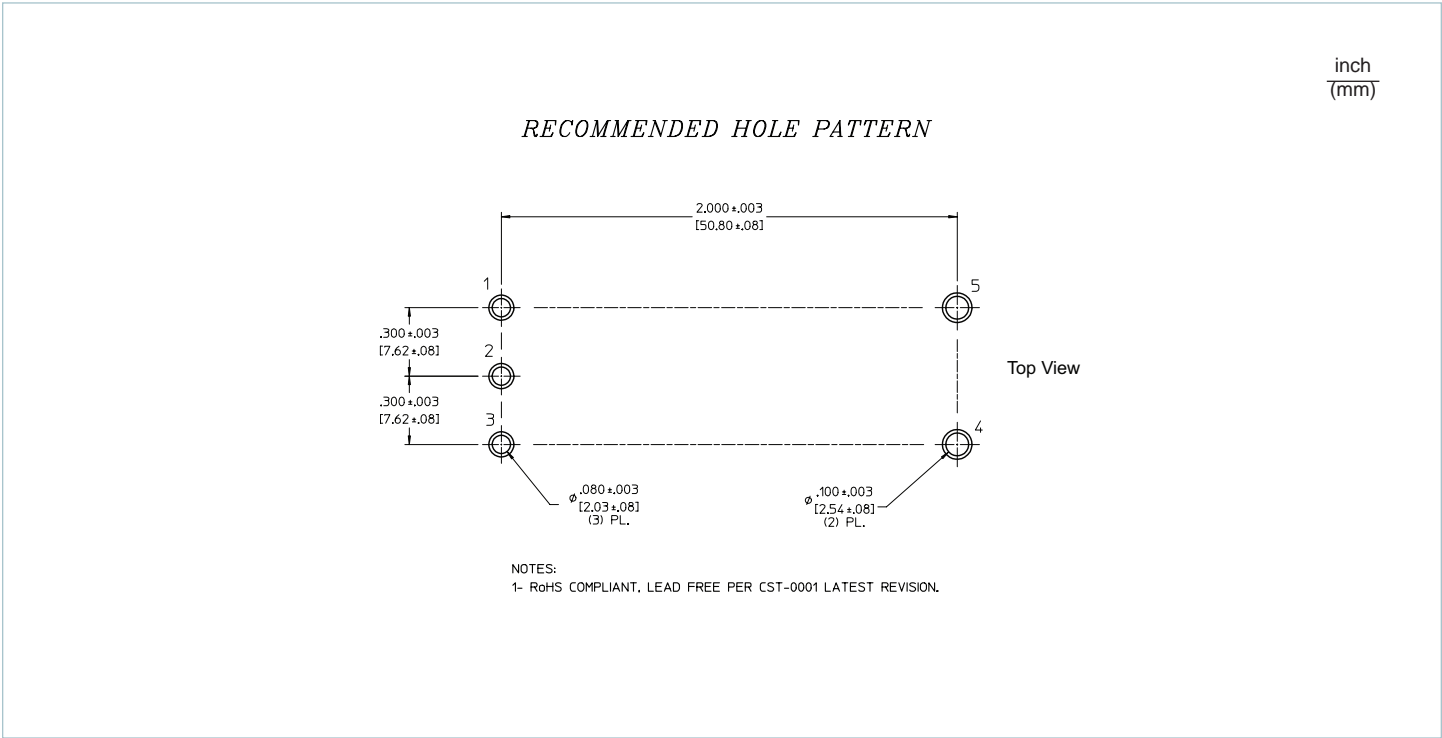 inch
(mm)
RECOMMENDED HOLE PATTERN
2.000±.003
[50.80±.08]
1
5
.300±.003
[7.62±.08]
2
Top View
.300±.003
[7.62±.08]
3
4
ø .080±.003
[2.03±.08]
(3) PL.
ø .100±.003
[2.54±.08]
(2) PL.
NOTES:
1- RoHS COMPLIANT, LEAD FREE PER CST-0001 LATEST REVISION.